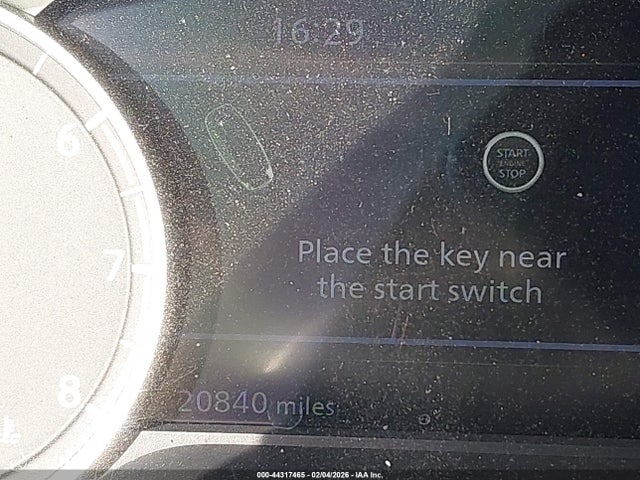 16:29
6
7
8
START
ENGINE
STOP
Place the key near
the start switch
20840 miles
000-44317465 - 02/04/2026 - IAA Inc.